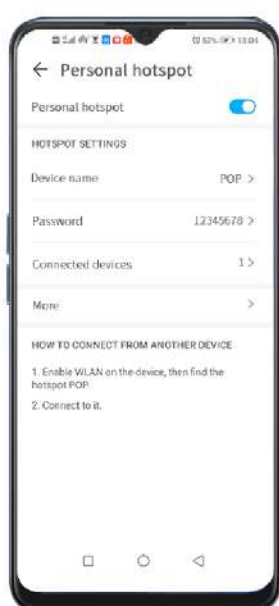 ← Personal hotspot
Personal hotspot
HOTSPOT SETTINGS
Device name POP >
Password 12345678 >
Connected devices 1 >
More >
HOW TO CONNECT FROM ANOTHER DEVICE
1. Enable WLAN on the device, then find the
hotspot POP.
2. Connect to it.